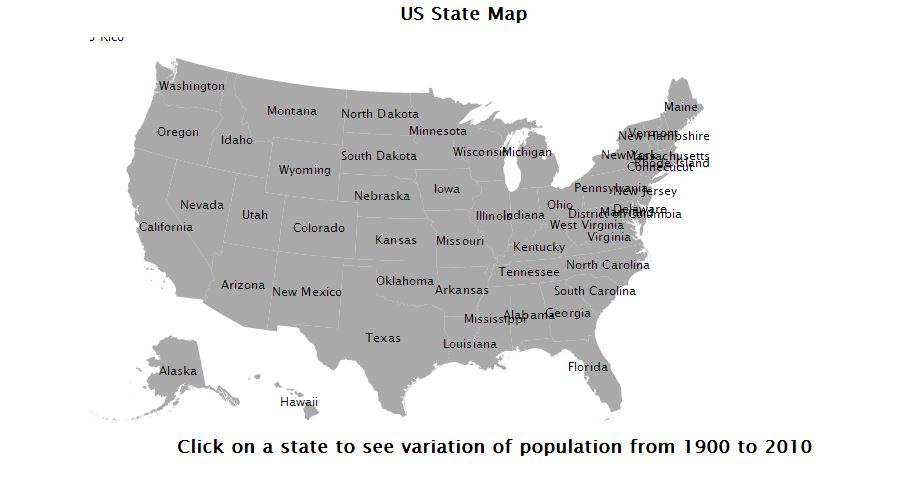 US State Map
Rico
Washington
Montana
North Dakota
Maine
Oregon
Idaho
Minnesota
Vermont
New Hampshire
South Dakota
Wisconsin
Michigan
New York
Massachusetts
Rhode Island
Connecticut
Wyoming
Nebraska
Iowa
Pennsylvania
New Jersey
Nevada
Utah
Illinois
Indiana
Ohio
Delaware
Maryland
District of Columbia
California
Colorado
Kansas
Missouri
West Virginia
Virginia
Kentucky
Arizona
New Mexico
Oklahoma
Arkansas
Tennessee
North Carolina
South Carolina
Mississippi
Alabama
Georgia
Texas
Louisiana
Alaska
Florida
Hawaii
Click on a state to see variation of population from 1900 to 2010